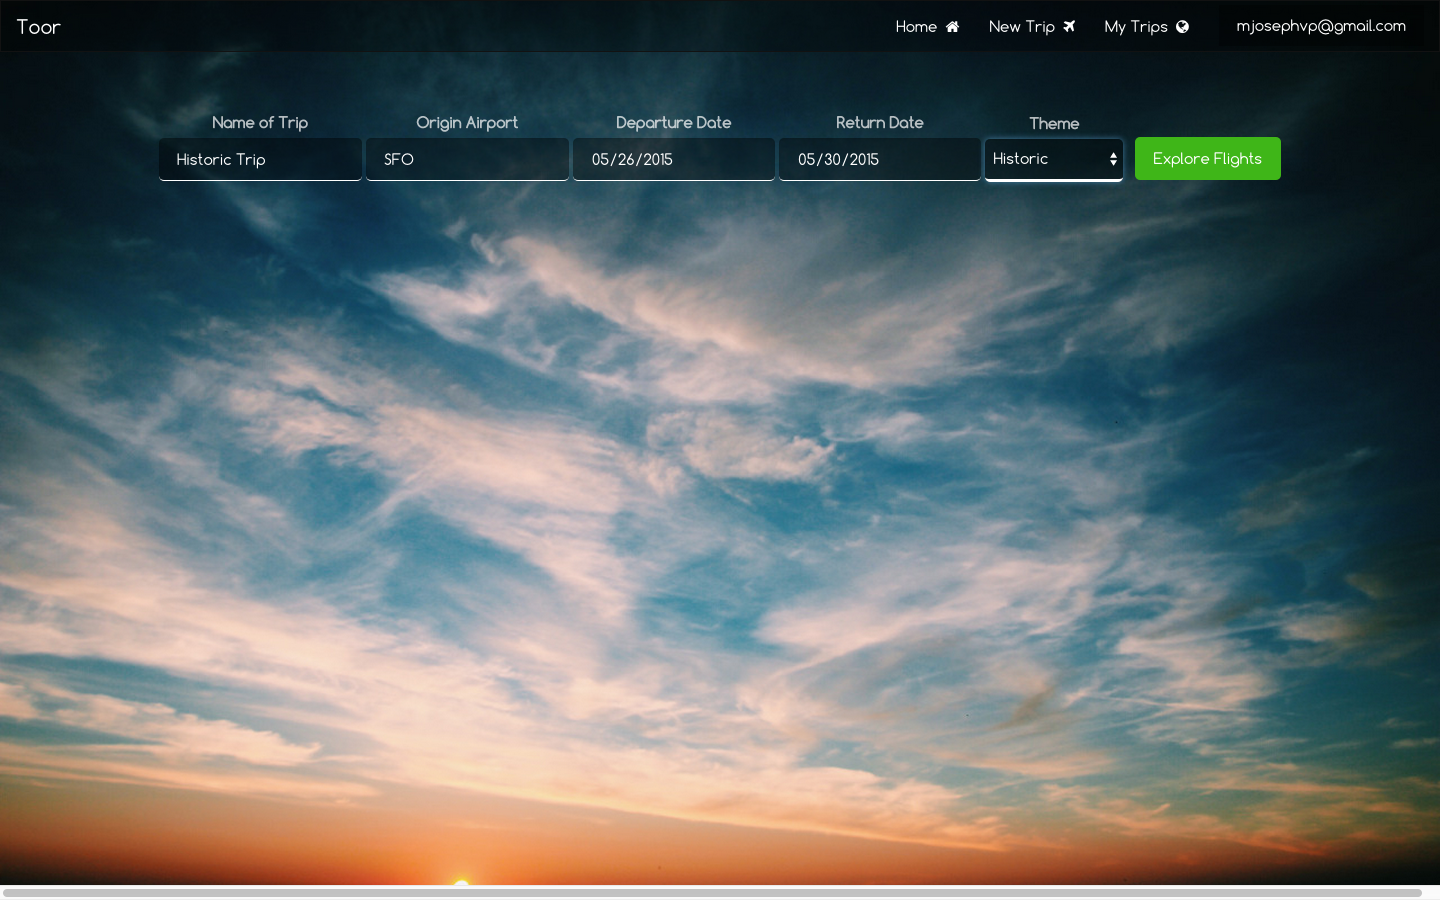 Toor Home New Trip My Trips mjosephvp@gmail.com
Name of Trip Origin Airport Departure Date Return Date Theme
Historic Trip SFO 05/26/2015 05/30/2015 Historic Explore Flights